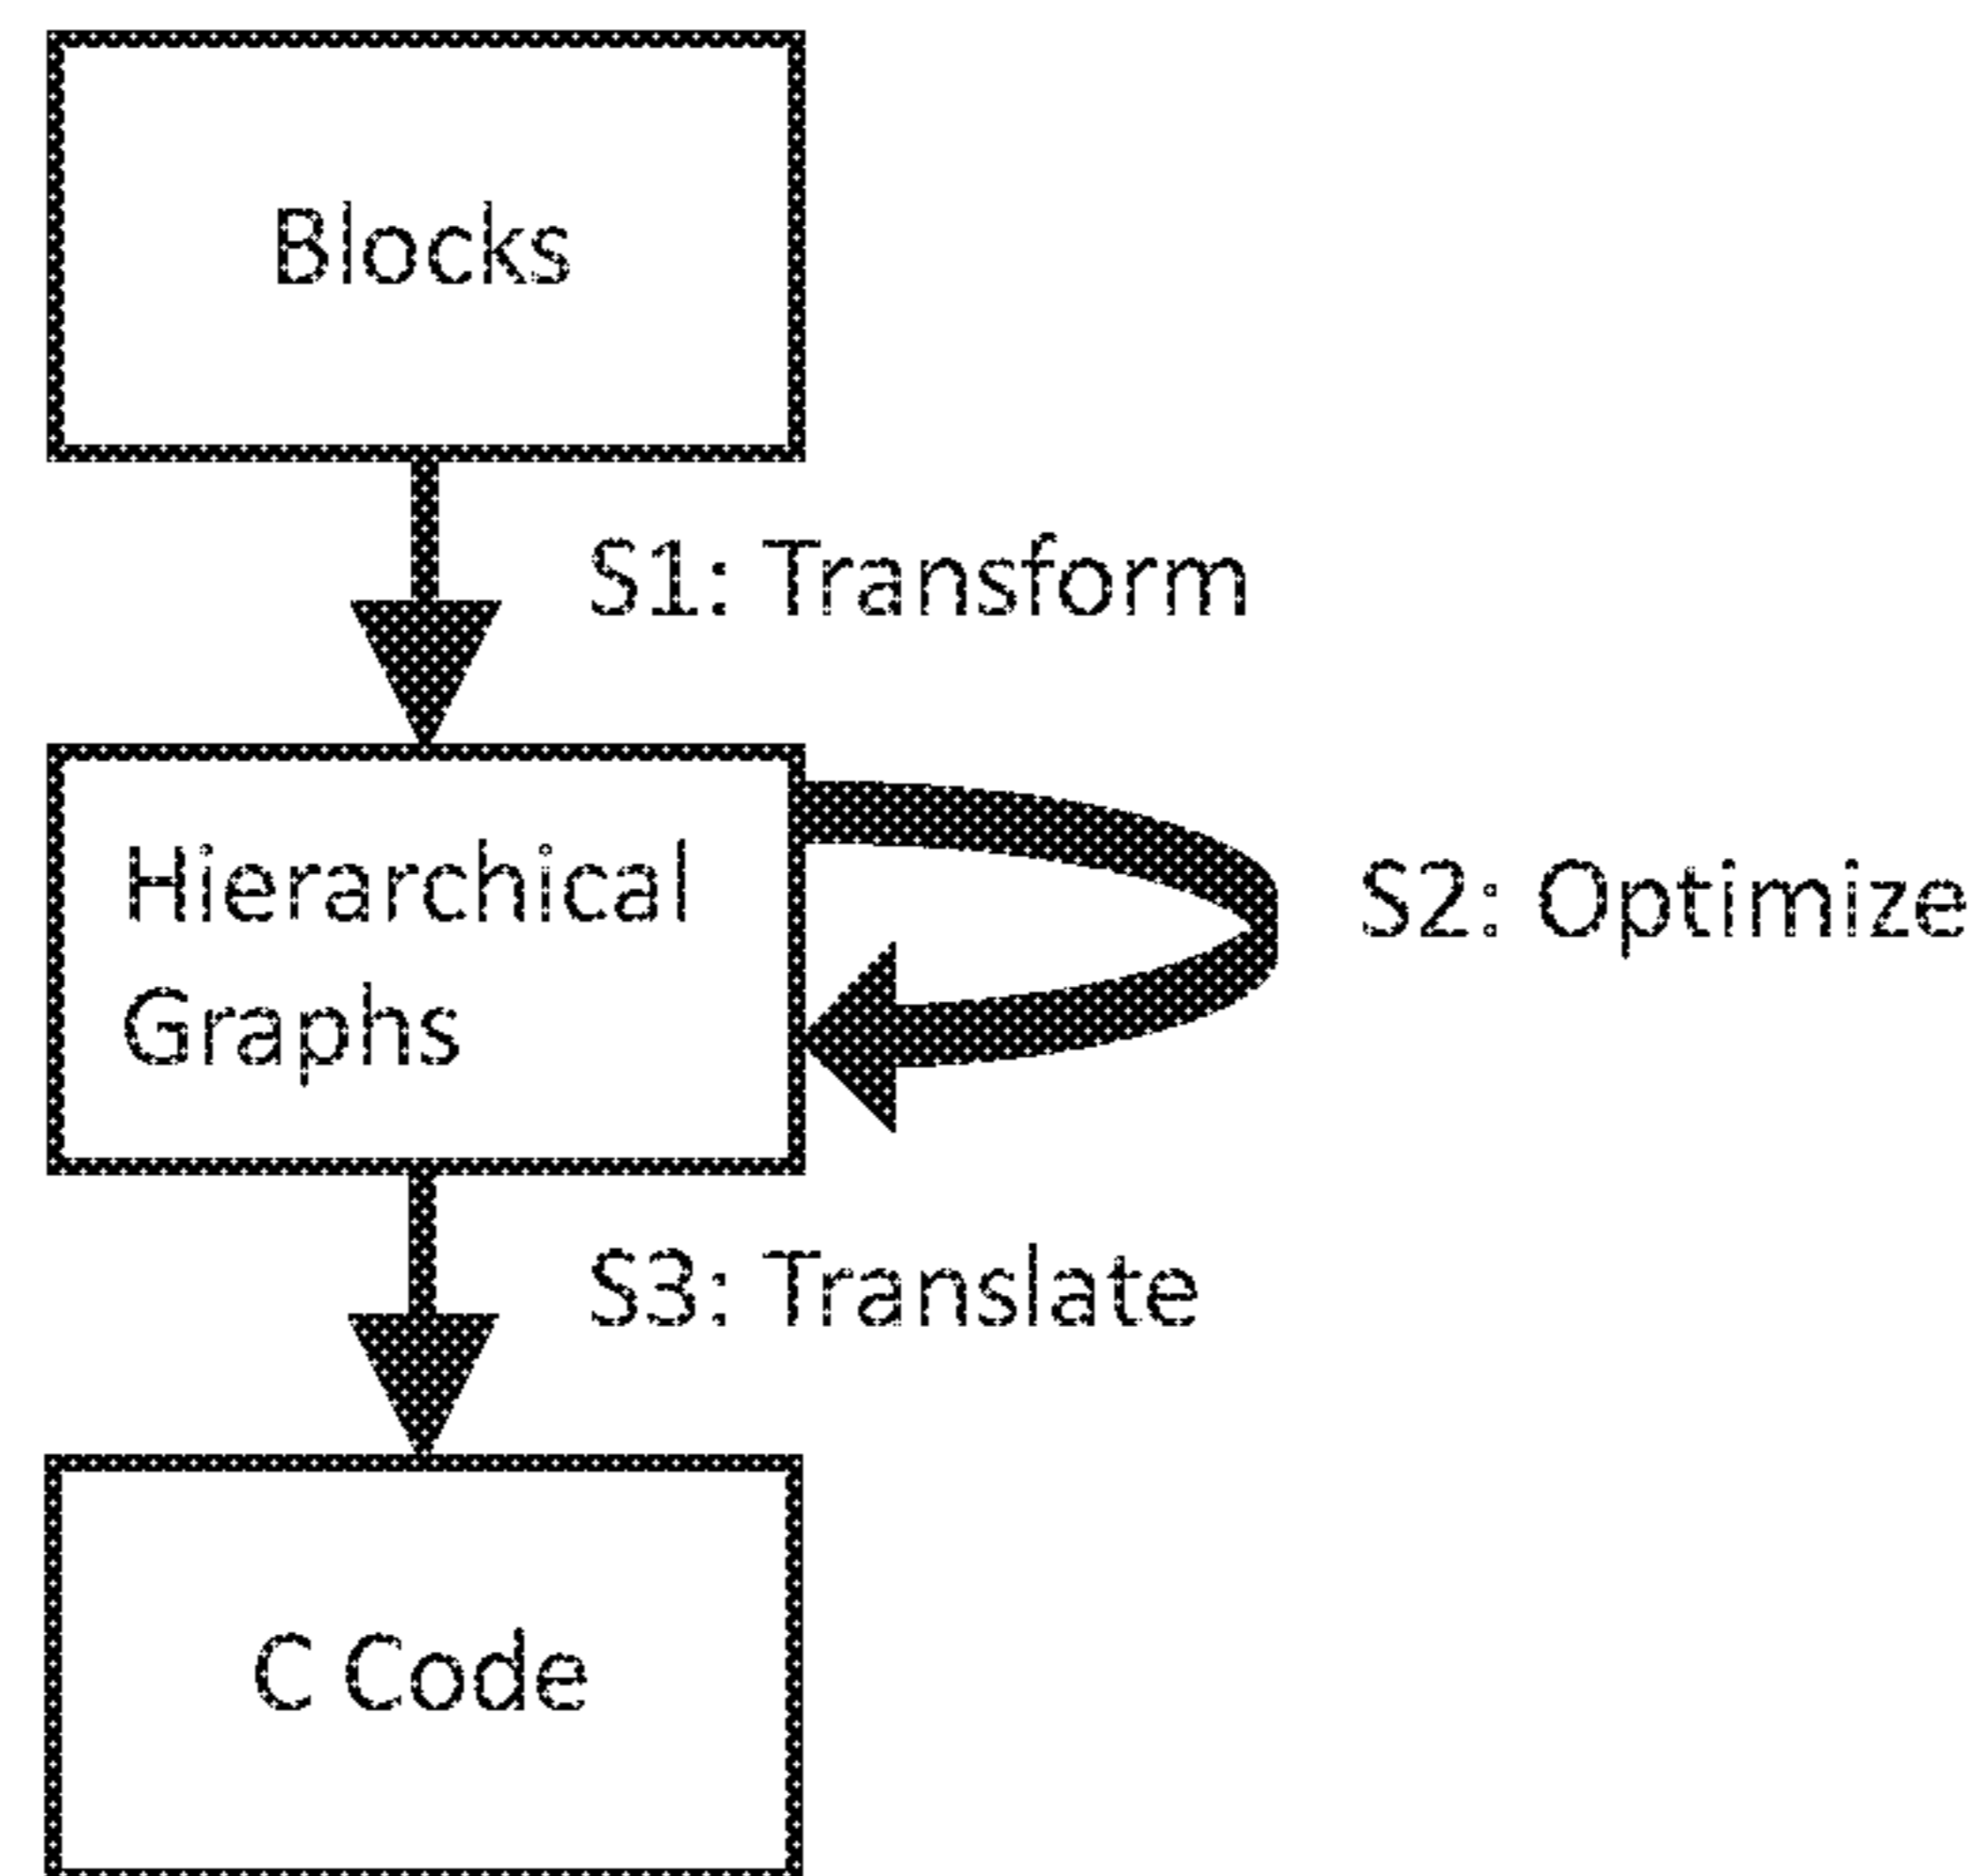 Blocks
S1: Transform
Hierarchical
Graphs
S2: Optimize
S3: Translate
C Code